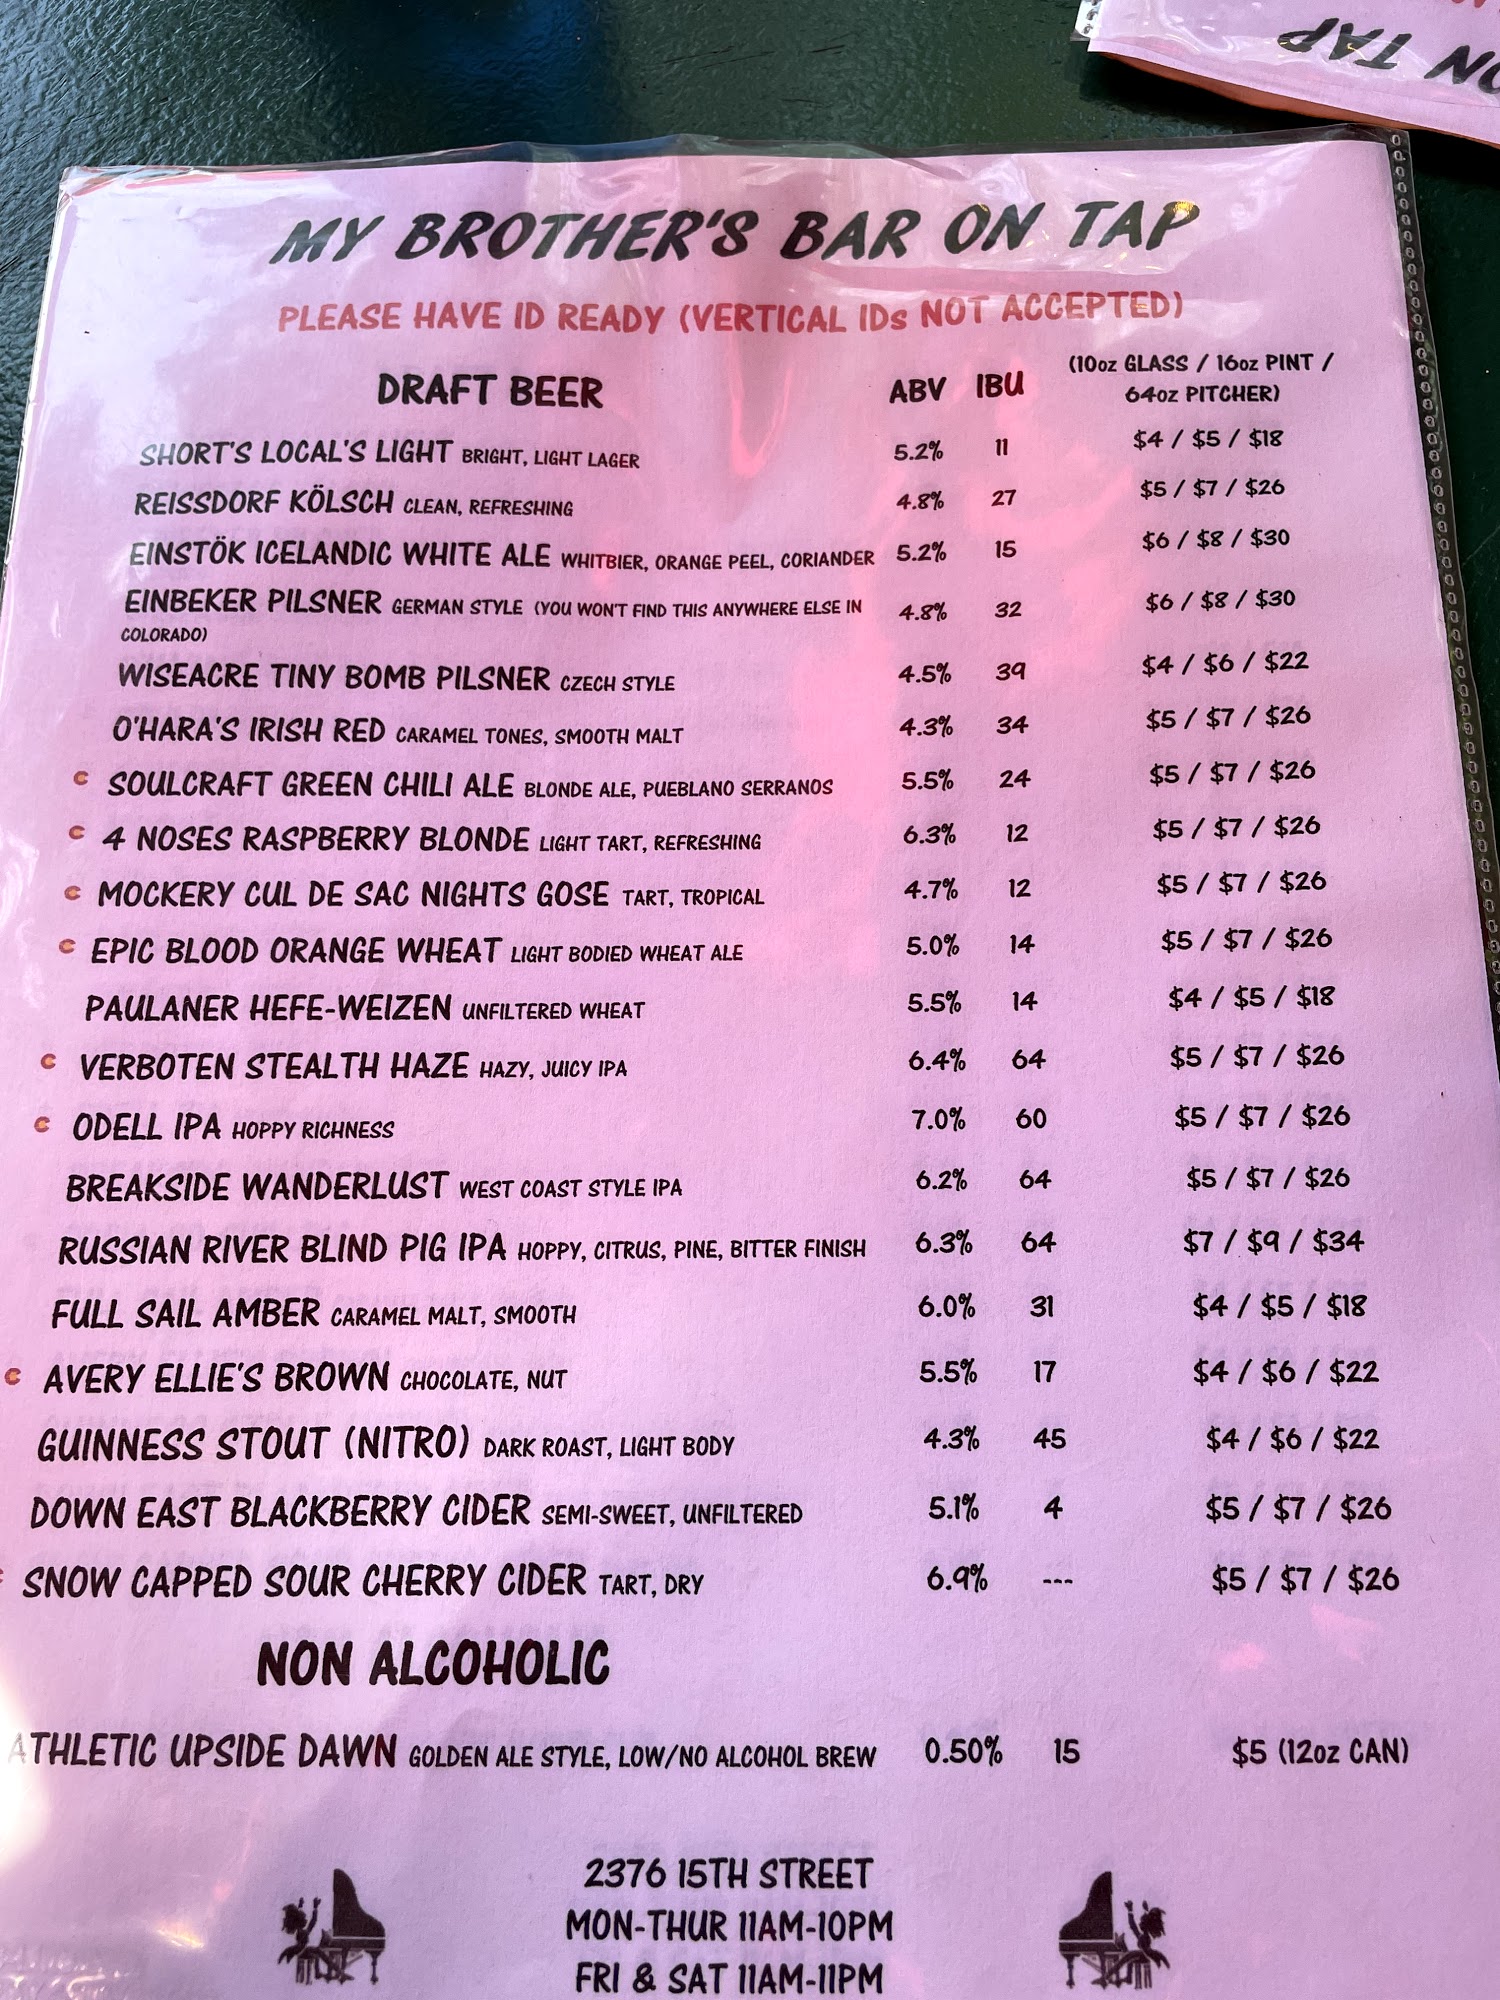 ON TAP
MY BROTHER'S BAR ON TAP
PLEASE HAVE ID READY (VERTICAL IDs NOT ACCEPTED)
DRAFT BEER ABV IBU (10oz GLASS / 16oz PINT /
64oz PITCHER)
SHORT'S LOCAL'S LIGHT BRIGHT, LIGHT LAGER 5.2% 11 $4 / $5 / $18
REISSDORF KÖLSCH CLEAN, REFRESHING 4.8% 27 $5 / $7 / $26
EINSTÖK ICELANDIC WHITE ALE WHITBIER, ORANGE PEEL, CORIANDER 5.2% 15 $6 / $8 / $30
EINBEKER PILSNER GERMAN STYLE (YOU WON'T FIND THIS ANYWHERE ELSE IN 4.8% 32 $6 / $8 / $30
COLORADO)
WISEACRE TINY BOMB PILSNER CZECH STYLE 4.5% 39 $4 / $6 / $22
O'HARA'S IRISH RED CARAMEL TONES, SMOOTH MALT 4.3% 34 $5 / $7 / $26
C SOULCRAFT GREEN CHILI ALE BLONDE ALE, PUEBLANO SERRANOS 5.5% 24 $5 / $7 / $26
C 4 NOSES RASPBERRY BLONDE LIGHT TART, REFRESHING 6.3% 12 $5 / $7 / $26
C MOCKERY CUL DE SAC NIGHTS GOSE TART, TROPICAL 4.7% 12 $5 / $7 / $26
C EPIC BLOOD ORANGE WHEAT LIGHT BODIED WHEAT ALE 5.0% 14 $5 / $7 / $26
PAULANER HEFE-WEIZEN UNFILTERED WHEAT 5.5% 14 $4 / $5 / $18
C VERBOTEN STEALTH HAZE HAZY, JUICY IPA 6.4% 64 $5 / $7 / $26
C ODELL IPA HOPPY RICHNESS 7.0% 60 $5 / $7 / $26
BREAKSIDE WANDERLUST WEST COAST STYLE IPA 6.2% 64 $5 / $7 / $26
RUSSIAN RIVER BLIND PIG IPA HOPPY, CITRUS, PINE, BITTER FINISH 6.3% 64 $7 / $9 / $34
FULL SAIL AMBER CARAMEL MALT, SMOOTH 6.0% 31 $4 / $5 / $18
C AVERY ELLIE'S BROWN CHOCOLATE, NUT 5.5% 17 $4 / $6 / $22
GUINNESS STOUT (NITRO) DARK ROAST, LIGHT BODY 4.3% 45 $4 / $6 / $22
DOWN EAST BLACKBERRY CIDER SEMI-SWEET, UNFILTERED 5.1% 4 $5 / $7 / $26
SNOW CAPPED SOUR CHERRY CIDER TART, DRY 6.9% --- $5 / $7 / $26
NON ALCOHOLIC
ATHLETIC UPSIDE DAWN GOLDEN ALE STYLE, LOW/NO ALCOHOL BREW 0.50% 15 $5 (12oz CAN)
2376 15TH STREET
MON-THUR 11AM-10PM
FRI & SAT 11AM-11PM